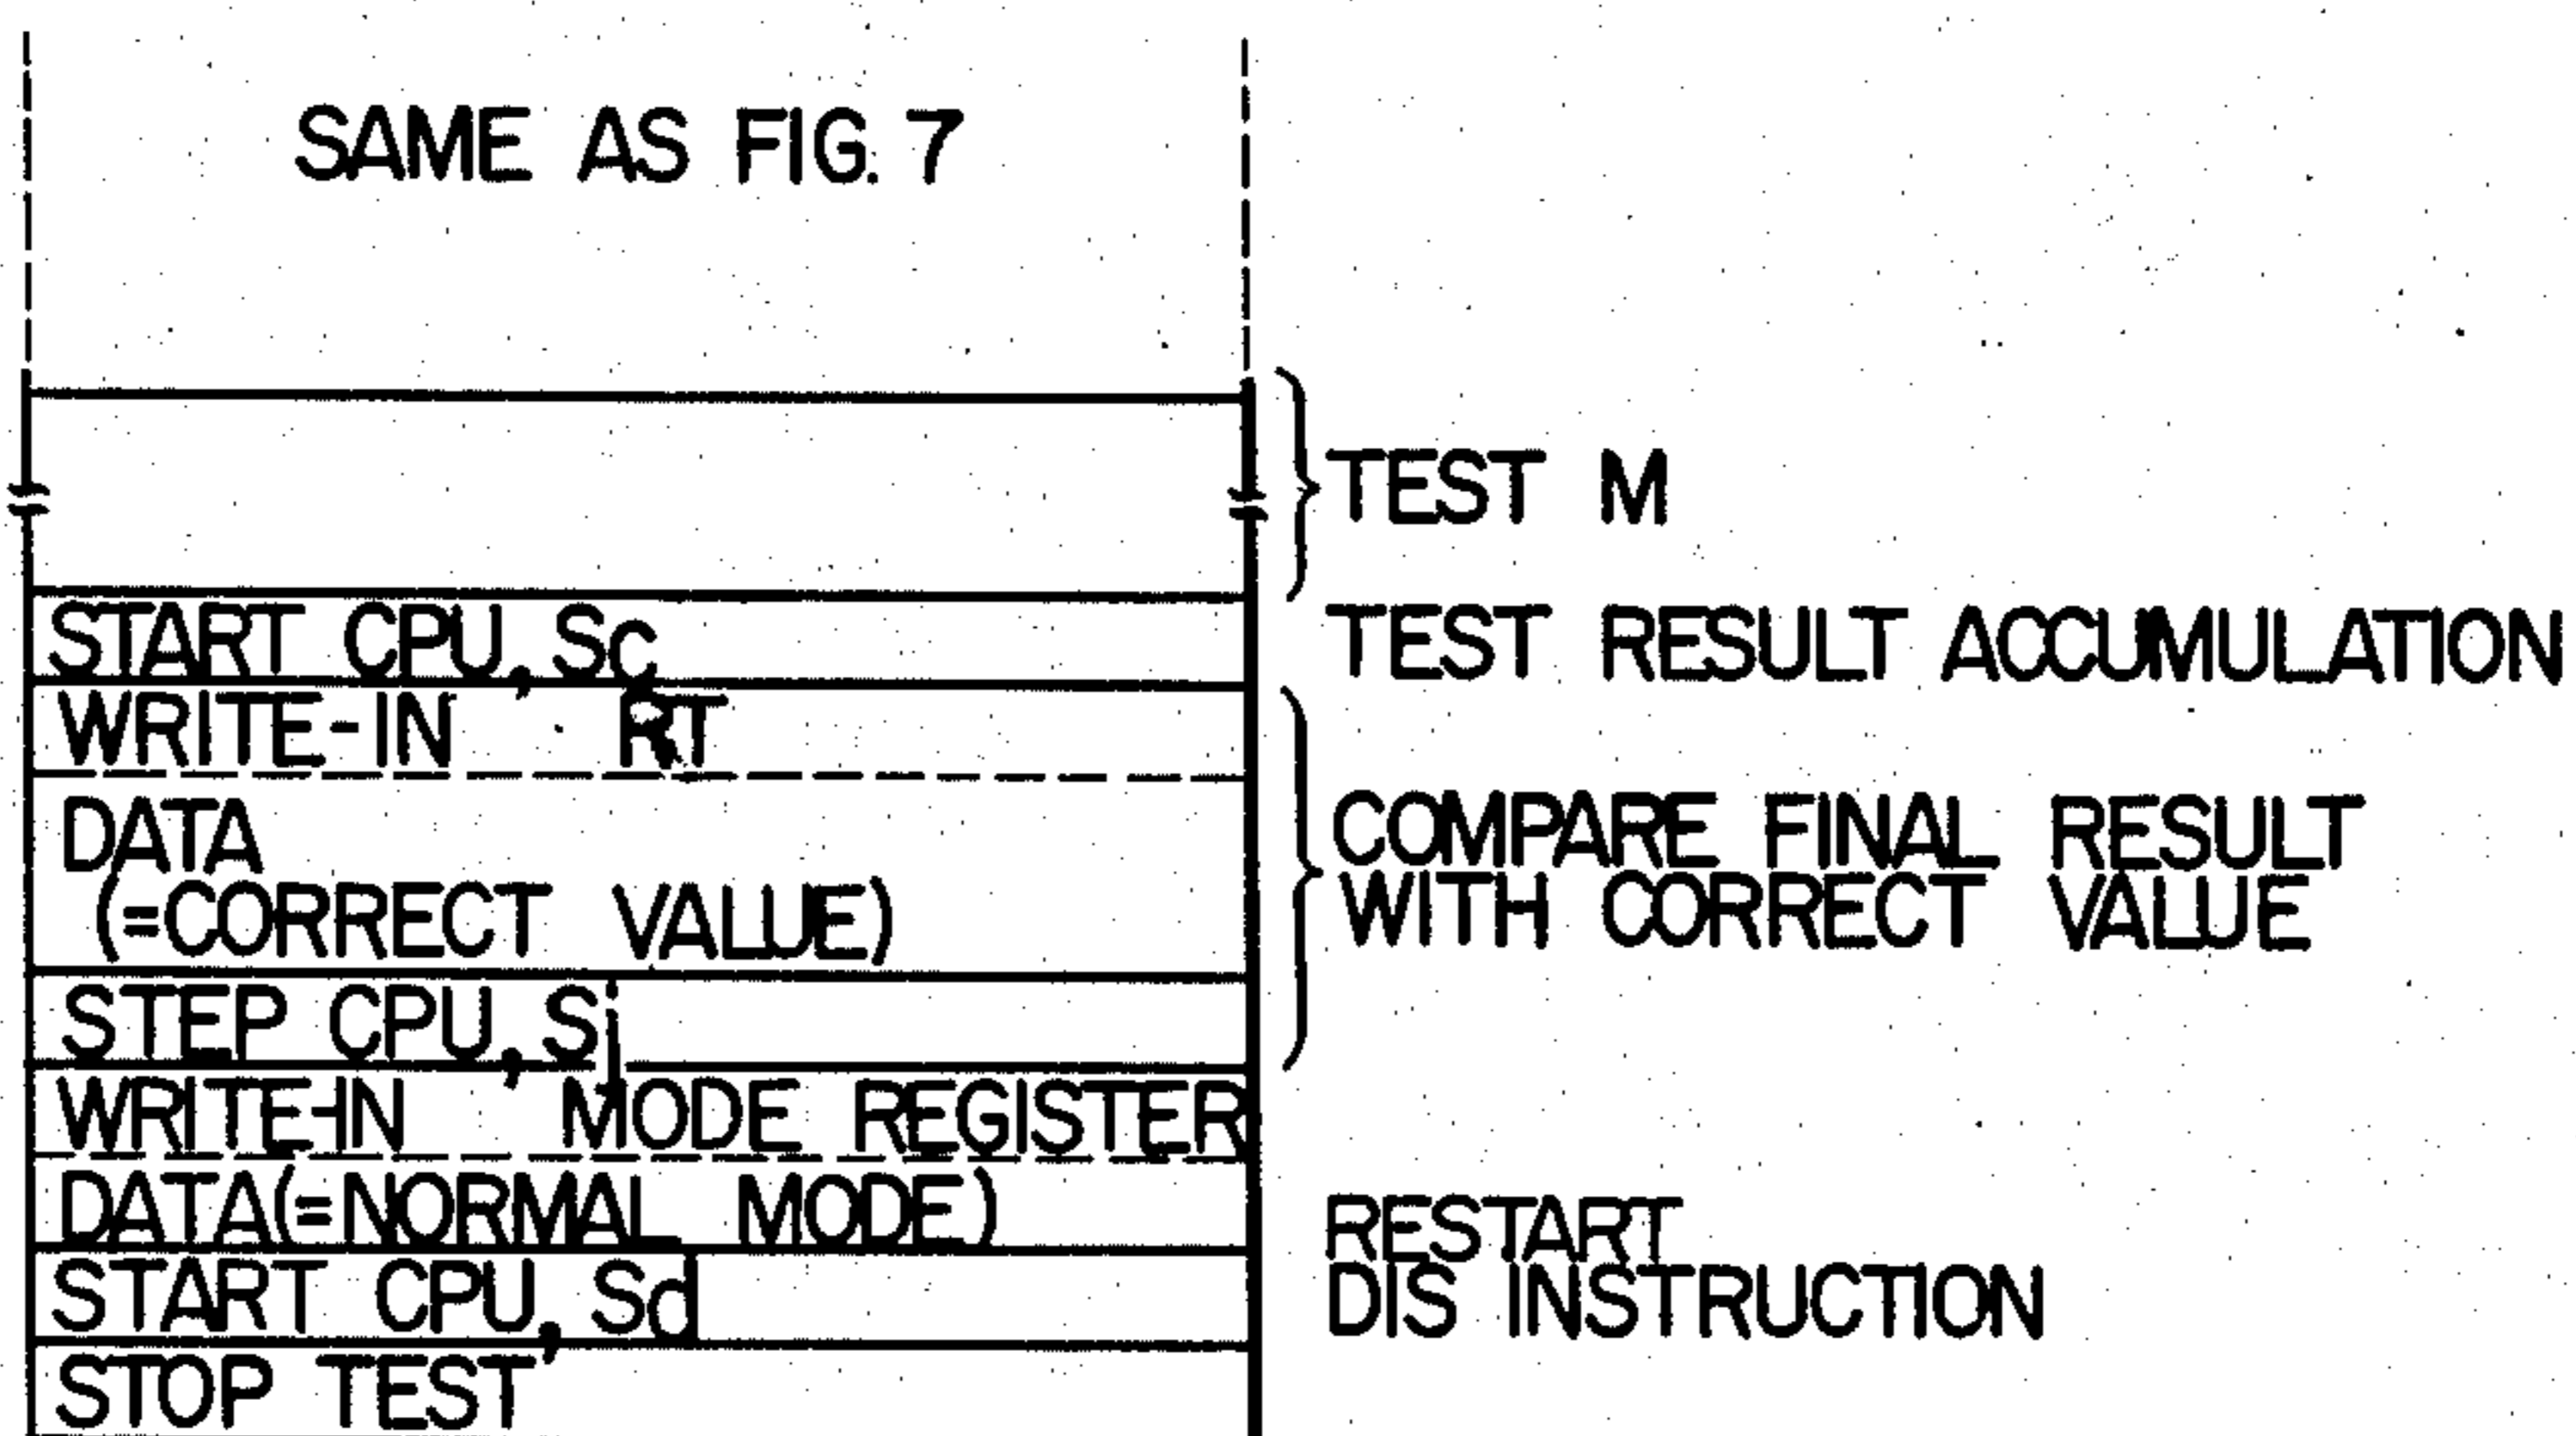 SAME AS FIG. 7
TEST M
START CPU, Sc
TEST RESULT ACCUMULATION
WRITE-IN RT
DATA
(=CORRECT VALUE)
COMPARE FINAL RESULT
WITH CORRECT VALUE
STEP CPU, Sj
WRITE-IN MODE REGISTER
DATA(=NORMAL MODE)
RESTART
DIS INSTRUCTION
START CPU, Sd
STOP TEST